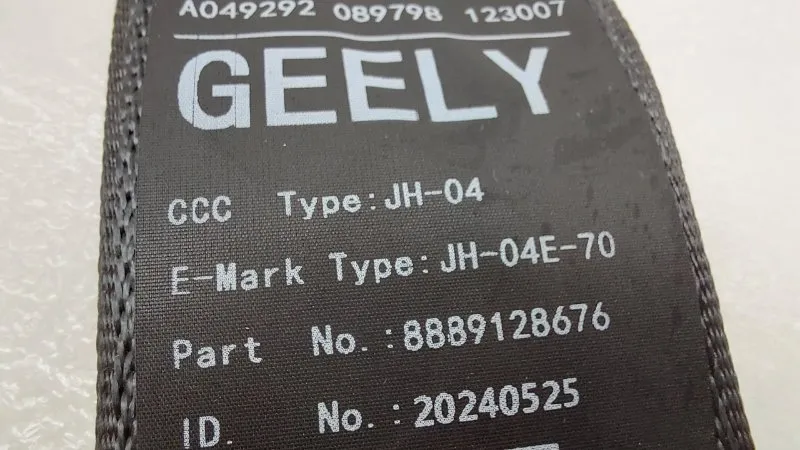 A049292 089798 123007
GEELY
CCC Type:JH-04
E-Mark Type:JH-04E-70
Part No.:8889128676
ID. No.:20240525